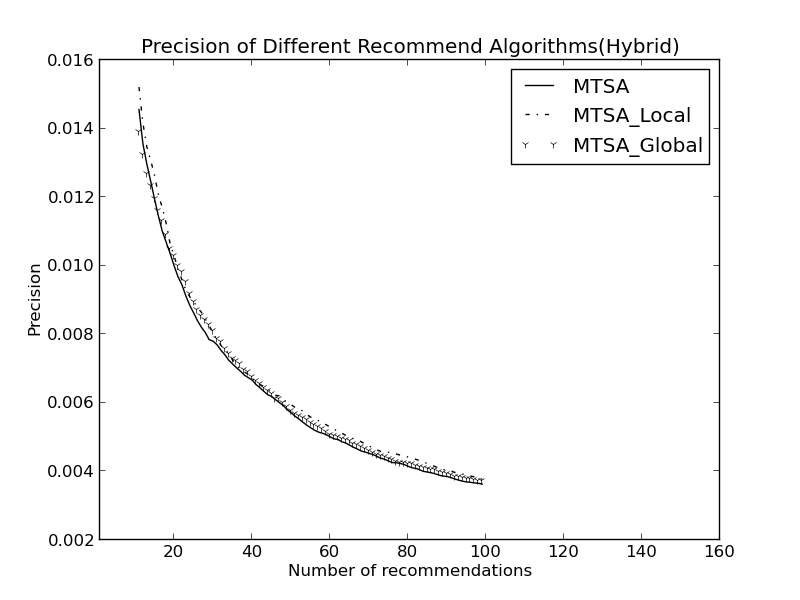 Precision of Different Recommend Algorithms(Hybrid)
0.016
0.014
0.012
0.010
0.008
0.006
0.004
0.002
Precision
MTSA
MTSA_Local
MTSA_Global
20 40 60 80 100 120 140 160
Number of recommendations